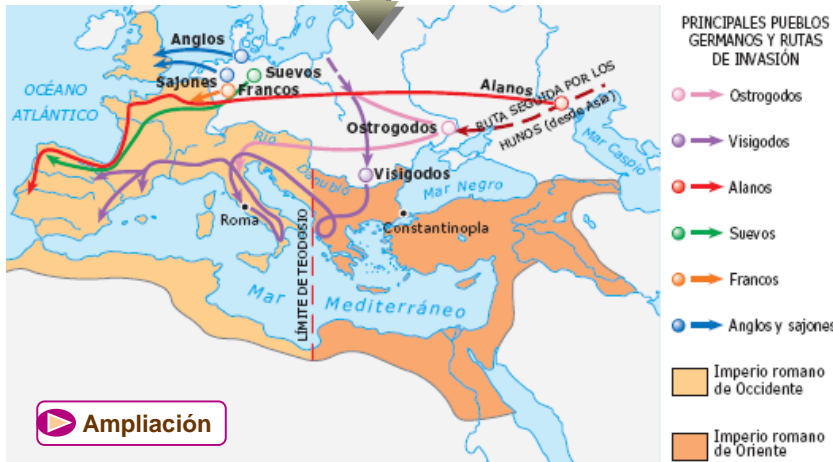 Anglos
Sajones
Suevos
Francos
OCÉANO
ATLÁNTICO
Alanos
RUTA SEGUIDA POR LOS
HUNOS (desde Asia)
Ostrogodos
Visigodos
Río
Danubio
Mar Caspio
Mar Negro
Roma
Constantinopla
LÍMITE DE TEODOSIO
Mar Mediterráneo
Ampliación
PRINCIPALES PUEBLOS
GERMANOS Y RUTAS
DE INVASIÓN
Ostrogodos
Visigodos
Alanos
Suevos
Francos
Anglos y sajones
Imperio romano
de Occidente
Imperio romano
de Oriente